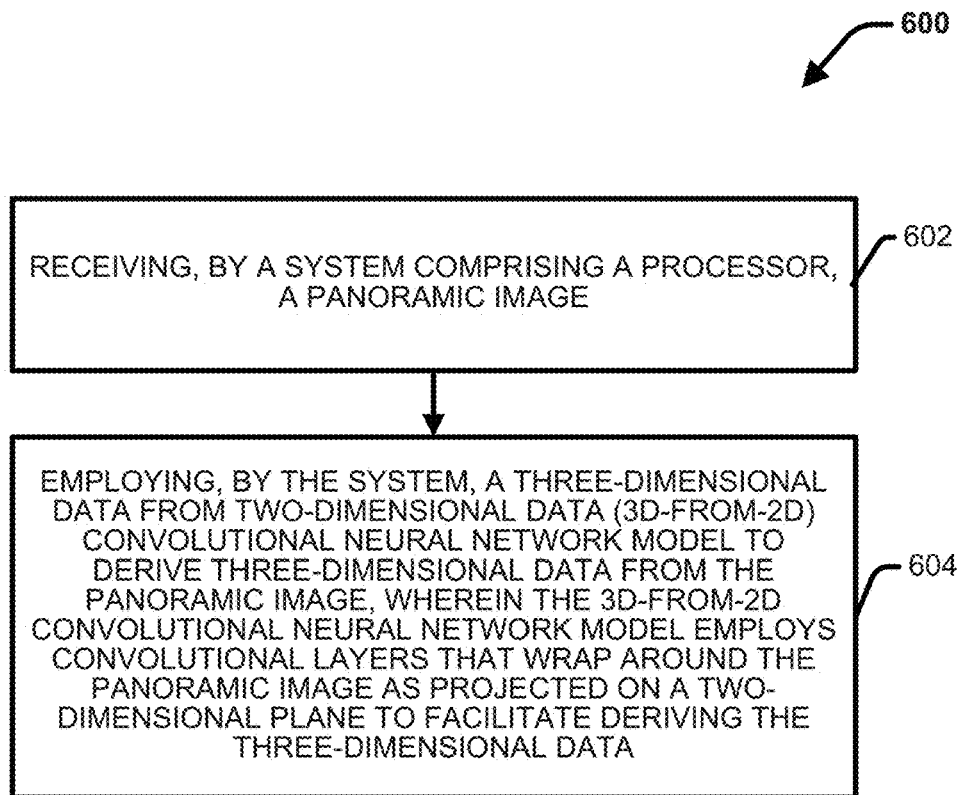 600
RECEIVING, BY A SYSTEM COMPRISING A PROCESSOR,
A PANORAMIC IMAGE
602
EMPLOYING, BY THE SYSTEM, A THREE-DIMENSIONAL
DATA FROM TWO-DIMENSIONAL DATA (3D-FROM-2D)
CONVOLUTIONAL NEURAL NETWORK MODEL TO
DERIVE THREE-DIMENSIONAL DATA FROM THE
PANORAMIC IMAGE, WHEREIN THE 3D-FROM-2D
CONVOLUTIONAL NEURAL NETWORK MODEL EMPLOYS
CONVOLUTIONAL LAYERS THAT WRAP AROUND THE
PANORAMIC IMAGE AS PROJECTED ON A TWO-
DIMENSIONAL PLANE TO FACILITATE DERIVING THE
THREE-DIMENSIONAL DATA
604